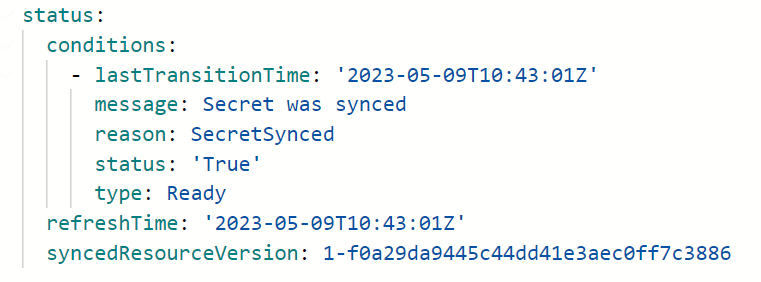 status:
conditions:
- lastTransitionTime: '2023-05-09T10:43:01Z'
message: Secret was synced
reason: SecretSynced
status: 'True'
type: Ready
refreshTime: '2023-05-09T10:43:01Z'
syncedResourceVersion: 1-f0a29da9445c44dd41e3aec0ff7c3886